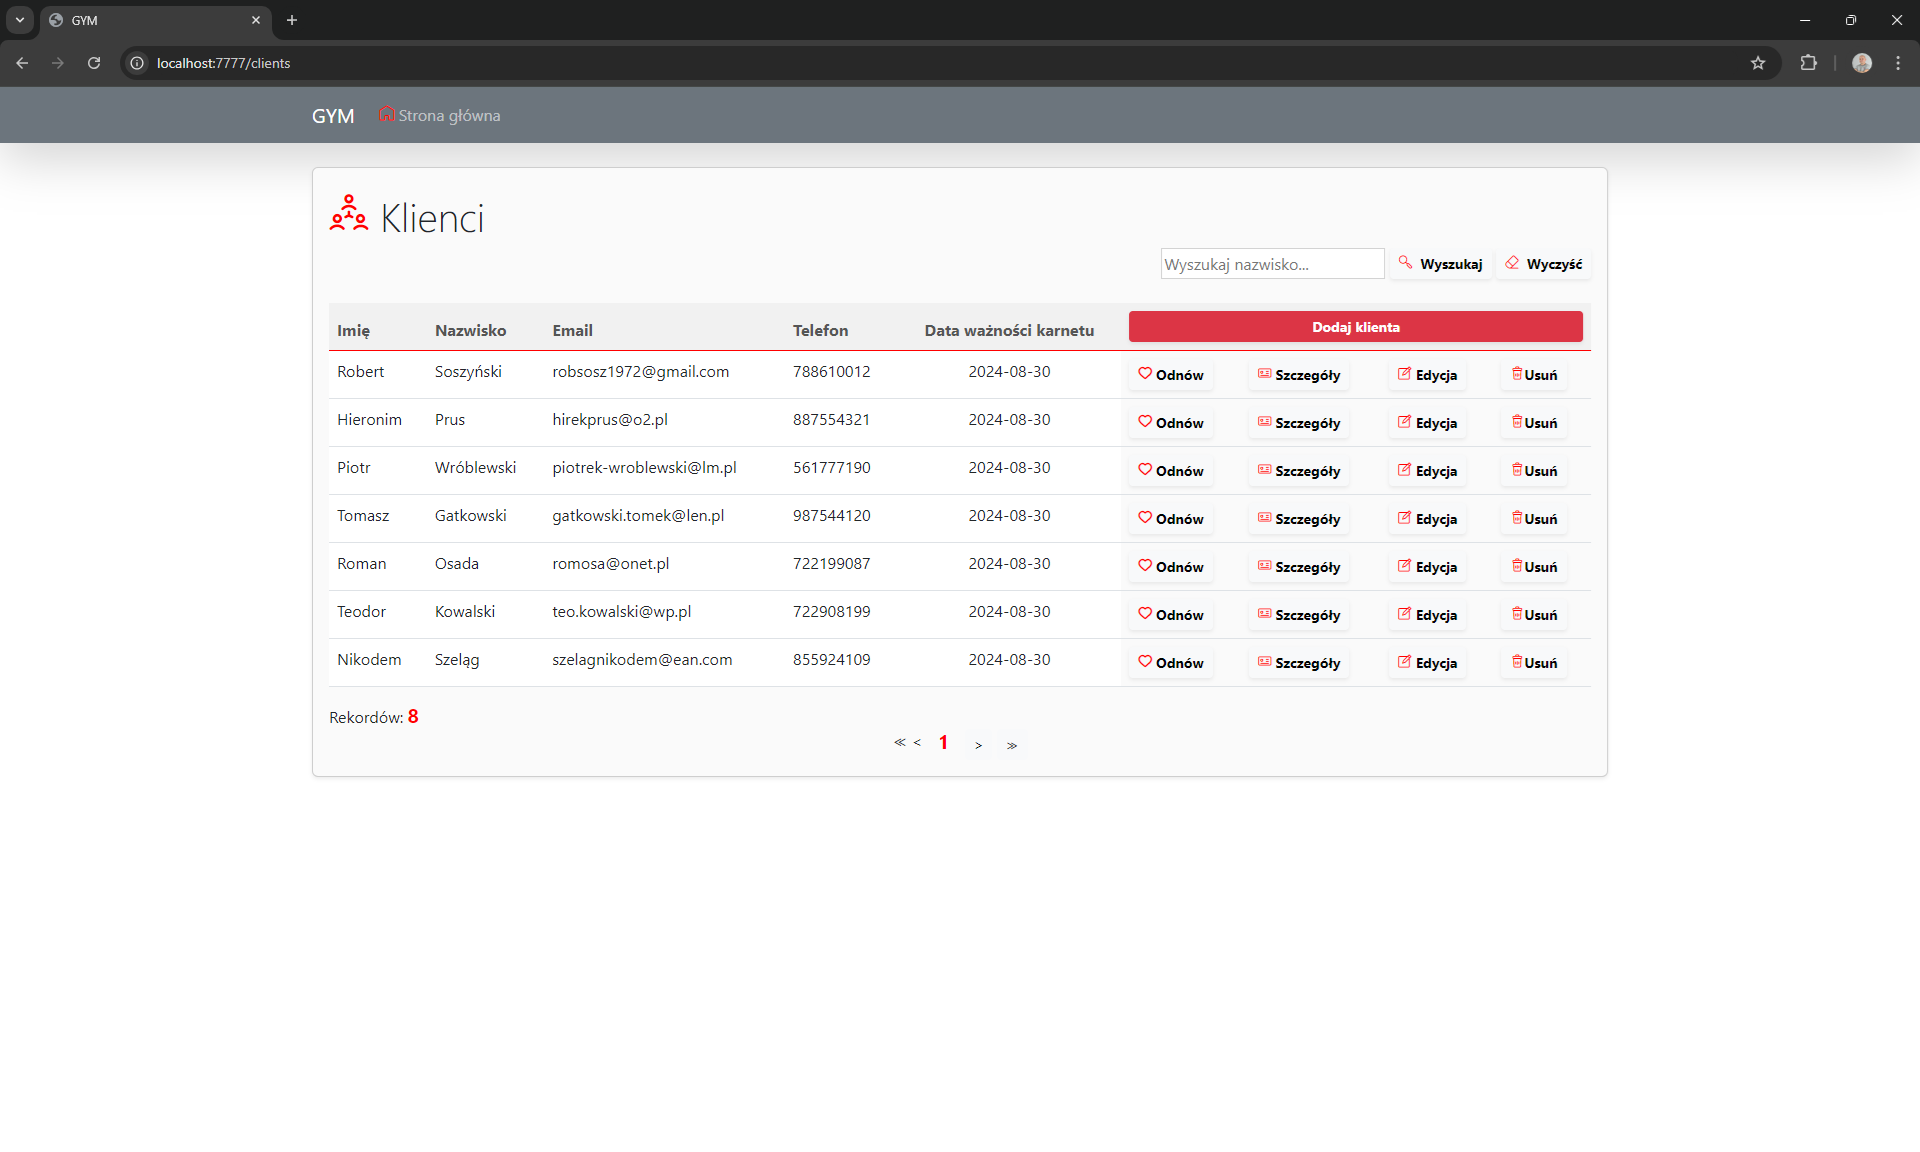 GYM
localhost:7777/clients
GYM Strona główna
Klienci
Wyszukaj nazwisko... Wyszukaj Wyczyść
Imię Nazwisko Email Telefon Data ważności karnetu Dodaj klienta
Robert Soszyński robsosz1972@gmail.com 788610012 2024-08-30 Odnów Szczegóły Edycja Usuń
Hieronim Prus hirekprus@o2.pl 887554321 2024-08-30 Odnów Szczegóły Edycja Usuń
Piotr Wróblewski piotrek-wroblewski@lm.pl 561777190 2024-08-30 Odnów Szczegóły Edycja Usuń
Tomasz Gatkowski gatkowski.tomek@len.pl 987544120 2024-08-30 Odnów Szczegóły Edycja Usuń
Roman Osada romosa@onet.pl 722199087 2024-08-30 Odnów Szczegóły Edycja Usuń
Teodor Kowalski teo.kowalski@wp.pl 722908199 2024-08-30 Odnów Szczegóły Edycja Usuń
Nikodem Szeląg szelagnikodem@ean.com 855924109 2024-08-30 Odnów Szczegóły Edycja Usuń
Rekordów: 8
≪ < 1 > ≫